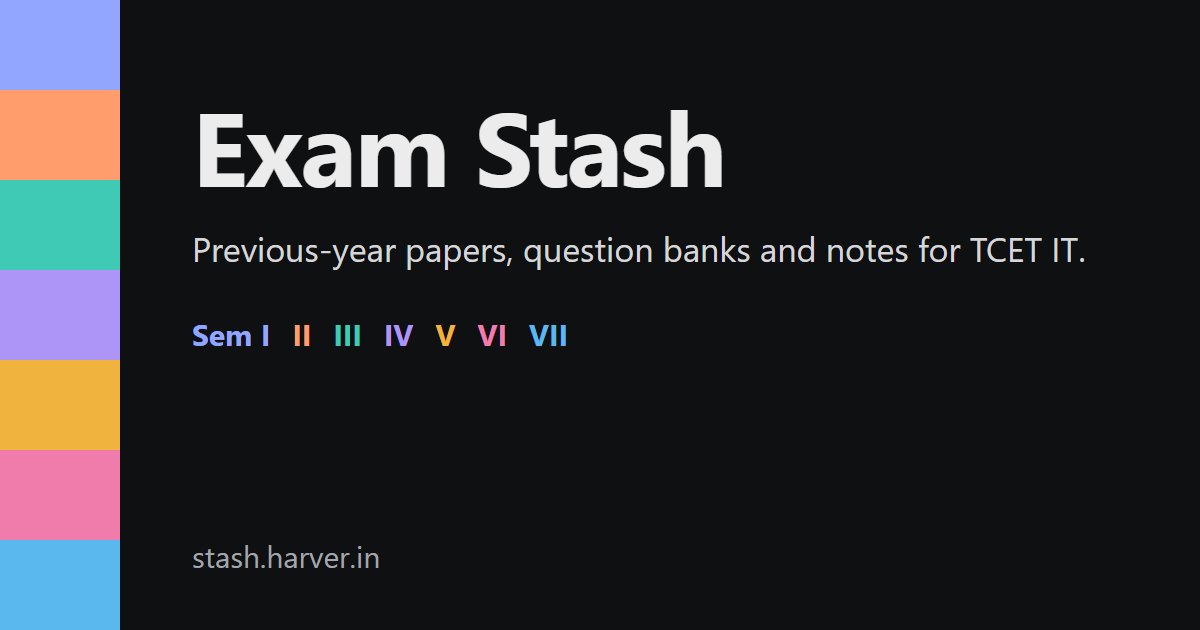 Exam Stash
Previous-year papers, question banks and notes for TCET IT.
Sem I II III IV V VI VII
stash.harver.in